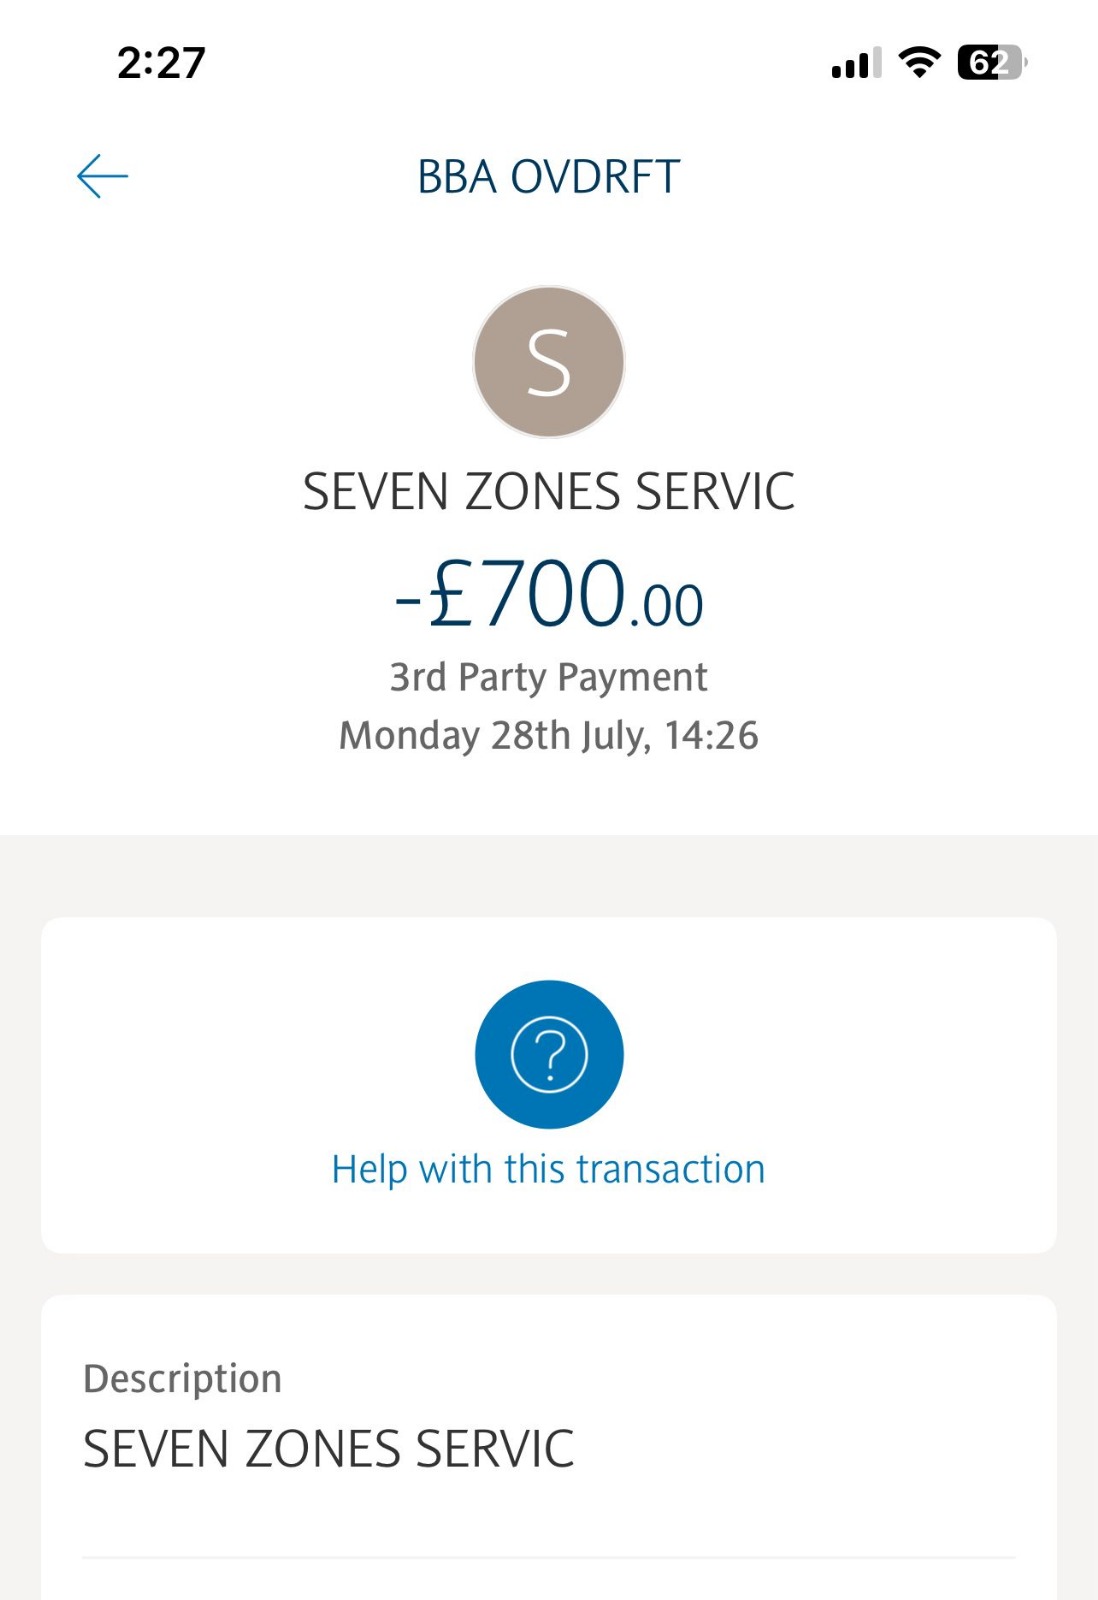 2:27
62
BBA OVDRFT
S
SEVEN ZONES SERVIC
-£700.00
3rd Party Payment
Monday 28th July, 14:26
?
Help with this transaction
Description
SEVEN ZONES SERVIC